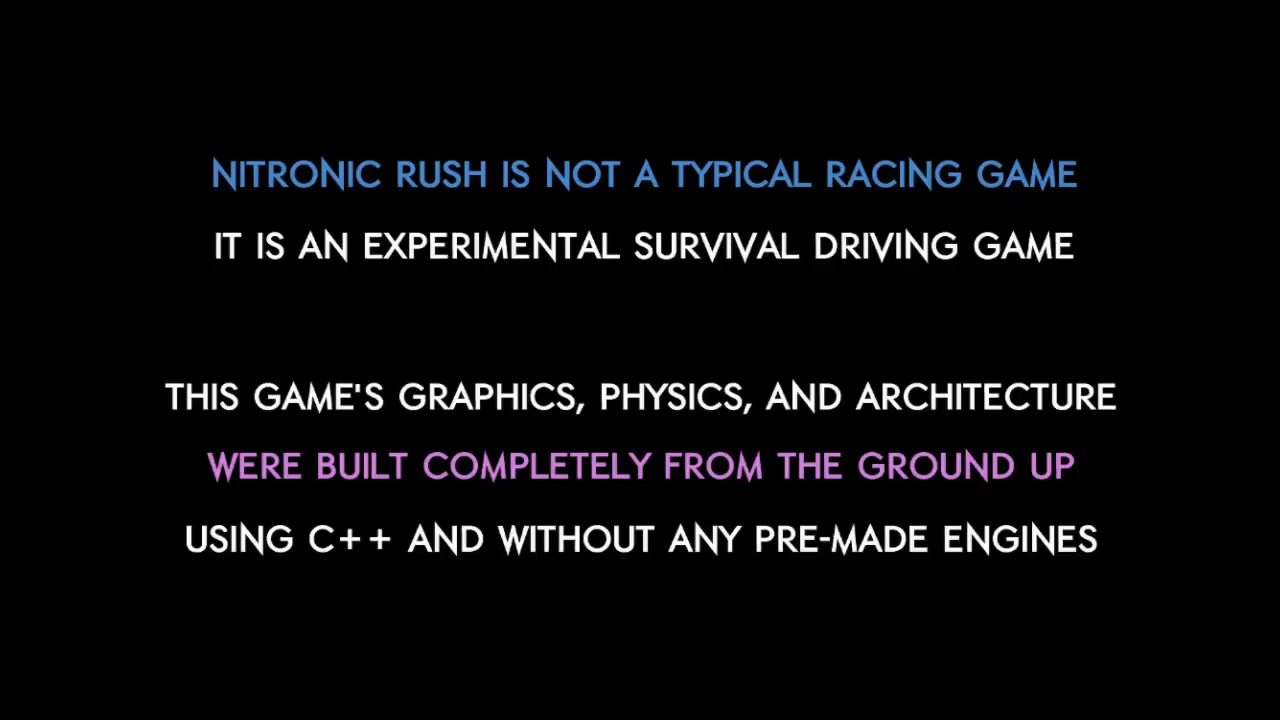 NITRONIC RUSH IS NOT A TYPICAL RACING GAME
IT IS AN EXPERIMENTAL SURVIVAL DRIVING GAME
THIS GAME'S GRAPHICS, PHYSICS, AND ARCHITECTURE
WERE BUILT COMPLETELY FROM THE GROUND UP
USING C++ AND WITHOUT ANY PRE-MADE ENGINES